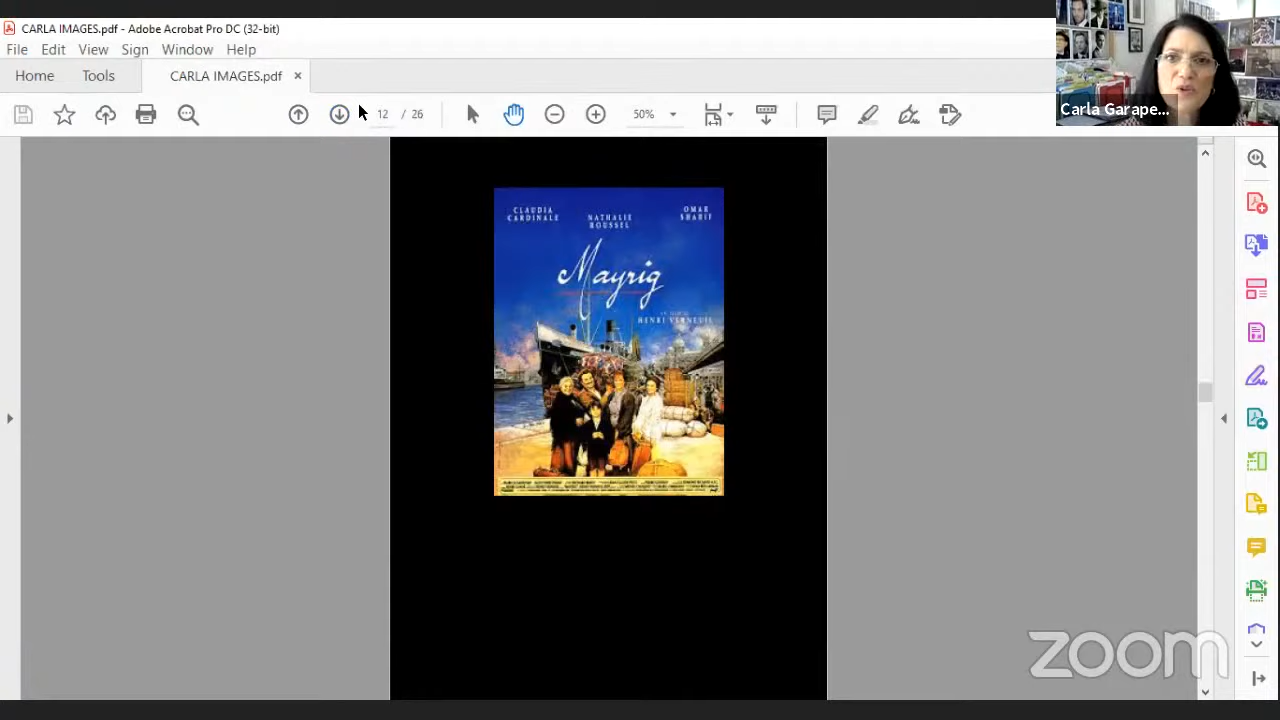 CARLA IMAGES.pdf - Adobe Acrobat Pro DC (32-bit)
File Edit View Sign Window Help
Home Tools CARLA IMAGES.pdf ×
12 / 26 50%
Carla Garape...
CLAUDIA
CARDINALE
NATHALIE
ROUSSEL
OMAR
SHARIF
Mayrig
HENRI VERNEUIL
zoom